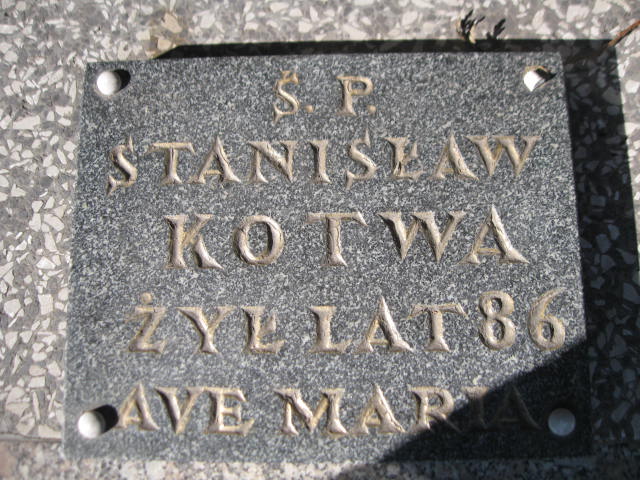 Ś. P.
STANISŁAW
KOTWA
ŻYŁ LAT 86
AVE MARIA